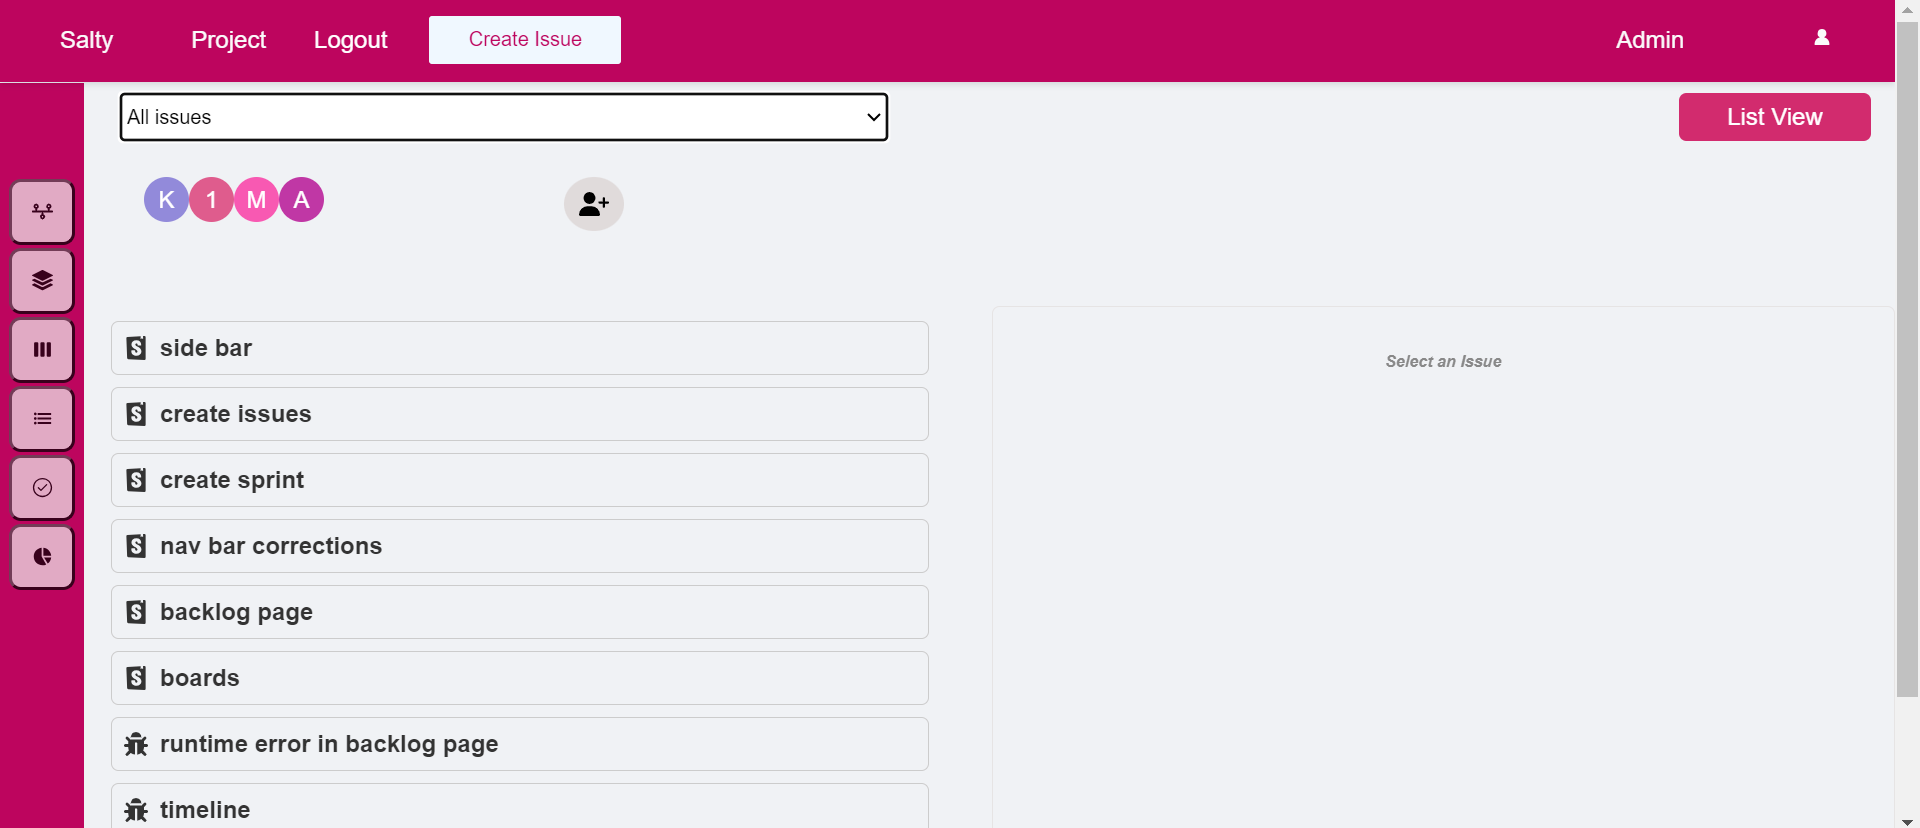 Salty Project Logout Create Issue Admin
All issues
List View
K 1 M A
side bar
Select an Issue
create issues
create sprint
nav bar corrections
backlog page
boards
runtime error in backlog page
timeline